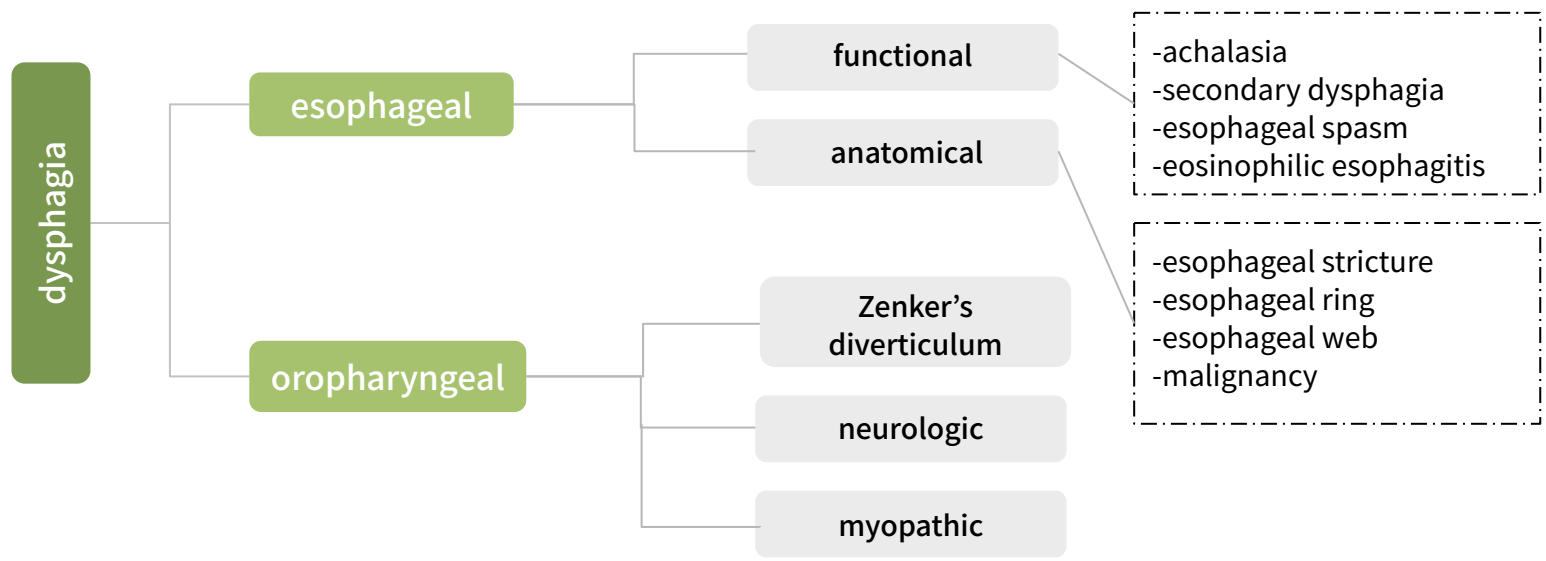 dysphagia
esophageal
functional
-achalasia
-secondary dysphagia
-esophageal spasm
-eosinophilic esophagitis
anatomical
-esophageal stricture
-esophageal ring
-esophageal web
-malignancy
oropharyngeal
Zenker’s
diverticulum
neurologic
myopathic